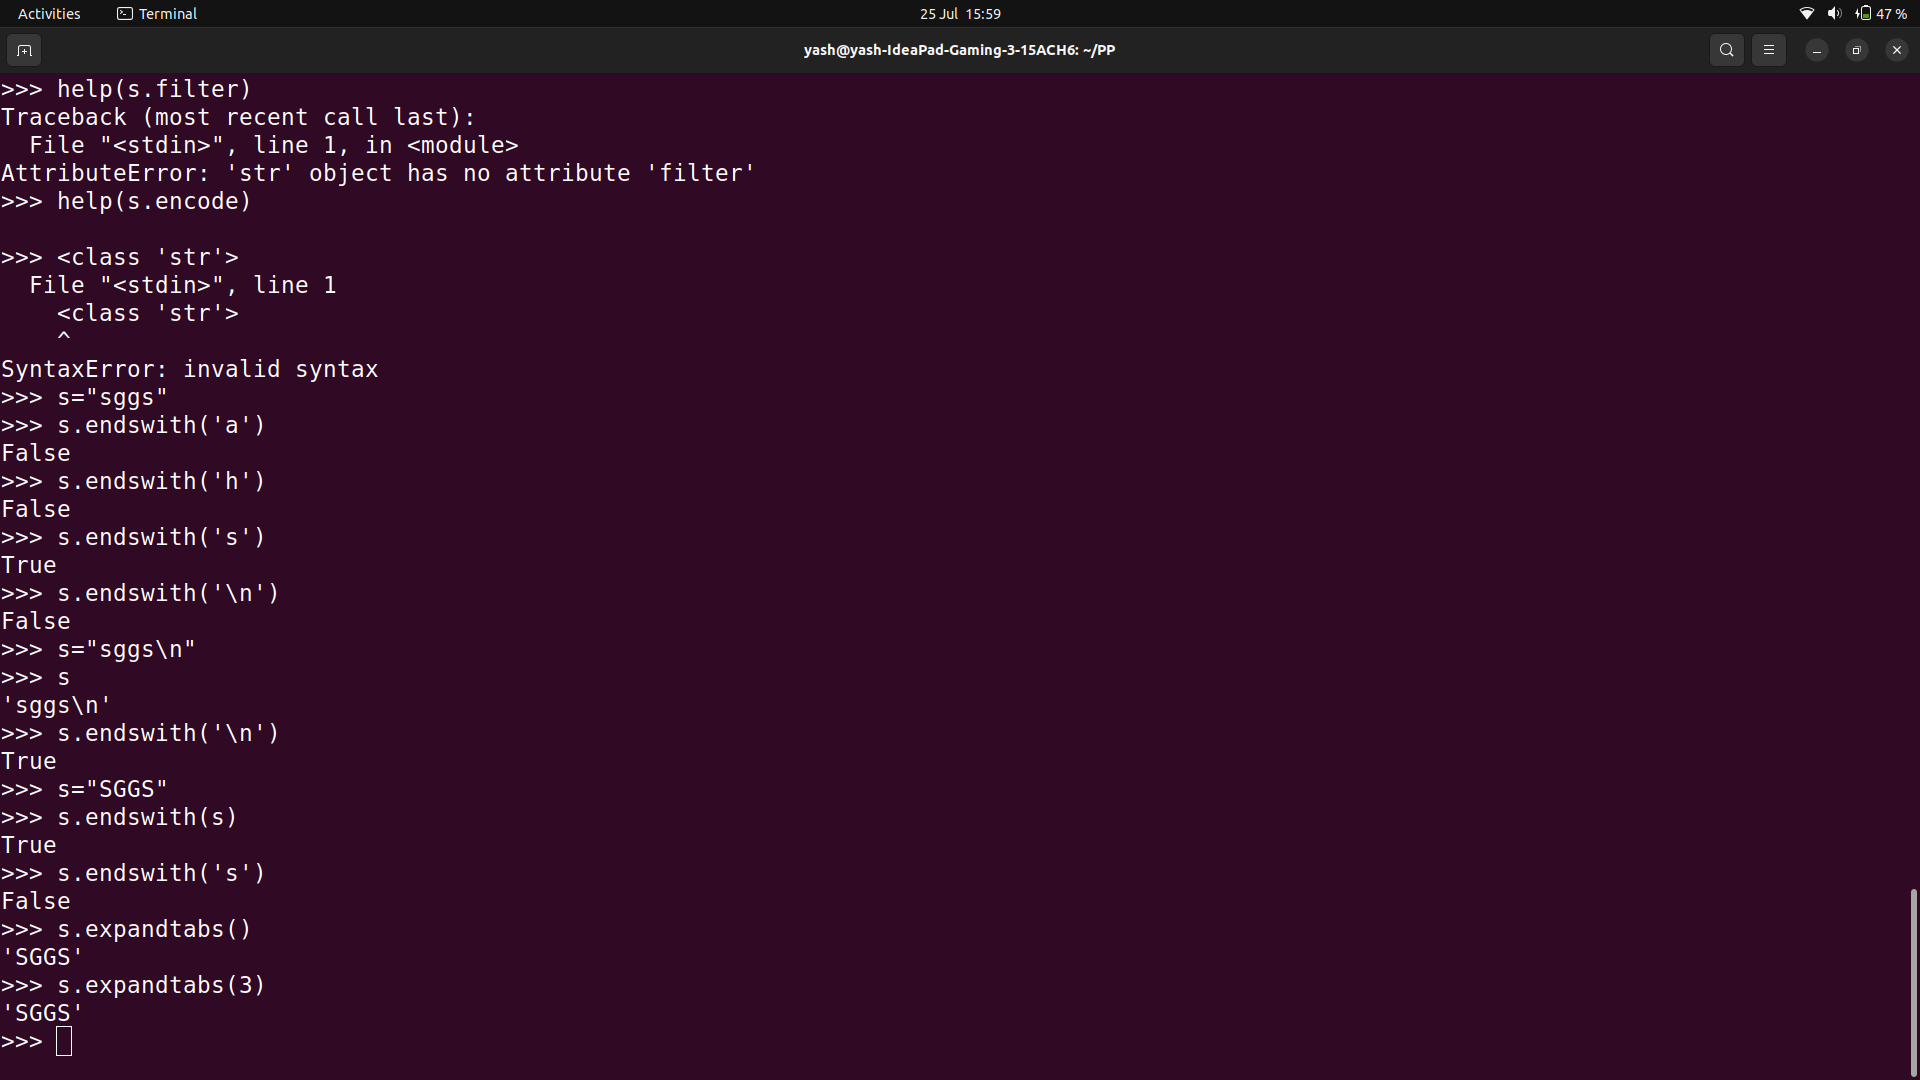 Activities Terminal 25 Jul 15:59 47 %
yash@yash-IdeaPad-Gaming-3-15ACH6: ~/PP
>>> help(s.filter)
Traceback (most recent call last):
  File "<stdin>", line 1, in <module>
AttributeError: 'str' object has no attribute 'filter'
>>> help(s.encode)

>>> <class 'str'>
  File "<stdin>", line 1
    <class 'str'>
    ^
SyntaxError: invalid syntax
>>> s="sggs"
>>> s.endswith('a')
False
>>> s.endswith('h')
False
>>> s.endswith('s')
True
>>> s.endswith('\n')
False
>>> s="sggs\n"
>>> s
'sggs\n'
>>> s.endswith('\n')
True
>>> s="SGGS"
>>> s.endswith(s)
True
>>> s.endswith('s')
False
>>> s.expandtabs()
'SGGS'
>>> s.expandtabs(3)
'SGGS'
>>>